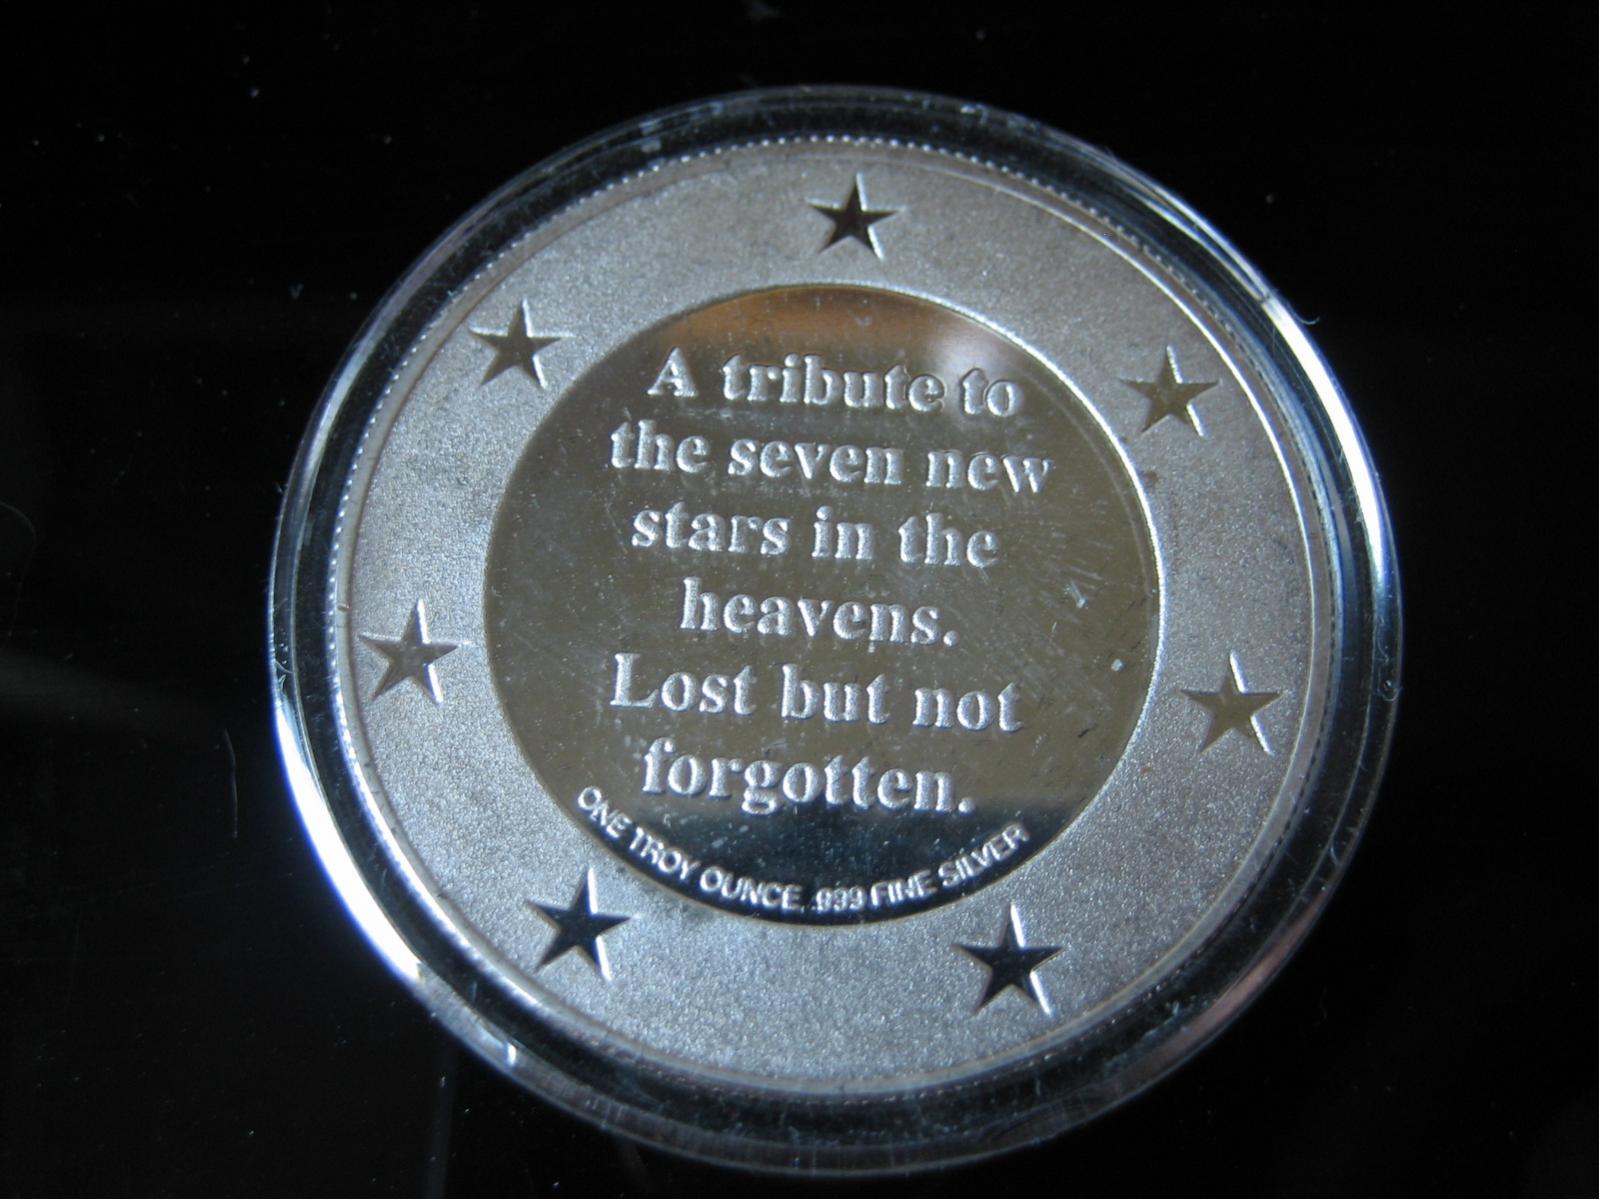 A tribute to
the seven new
stars in the
heavens.
Lost but not
forgotten.
ONE TROY OUNCE, .999 FINE SILVER